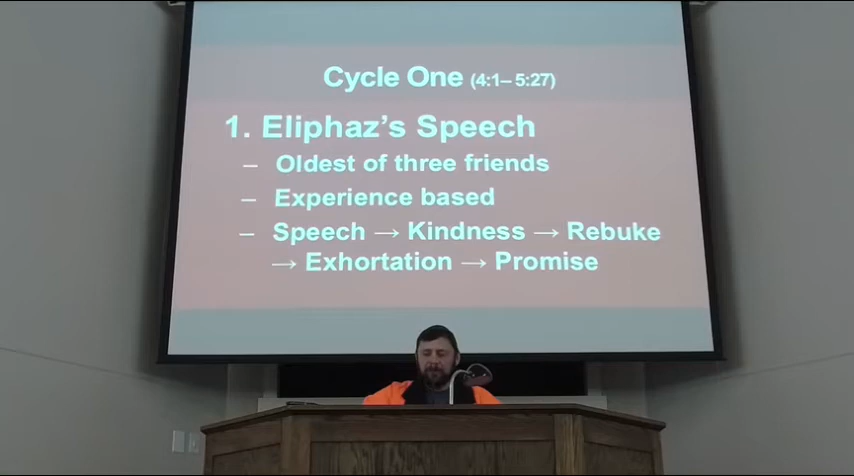 Cycle One (4:1– 5:27)
1. Eliphaz's Speech
– Oldest of three friends
– Experience based
– Speech → Kindness → Rebuke
→ Exhortation → Promise